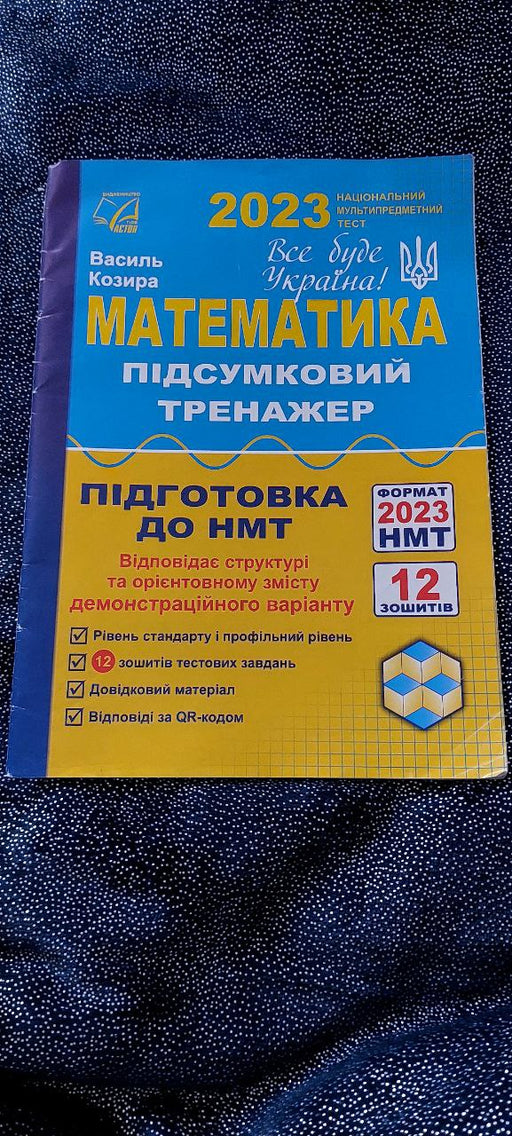 ВИДАВНИЦТВО
АСТОН
2023
НАЦІОНАЛЬНИЙ
МУЛЬТИПРЕДМЕТНИЙ
ТЕСТ
Василь
Козира
Все буде
Україна!
МАТЕМАТИКА
ПІДСУМКОВИЙ
ТРЕНАЖЕР
ПІДГОТОВКА
ДО НМТ
ФОРМАТ
2023
НМТ
Відповідає структурі
та орієнтовному змісту
демонстраційного варіанту
12
ЗОШИТІВ
Рівень стандарту і профільний рівень
12 зошитів тестових завдань
Довідковий матеріал
Відповіді за QR-кодом